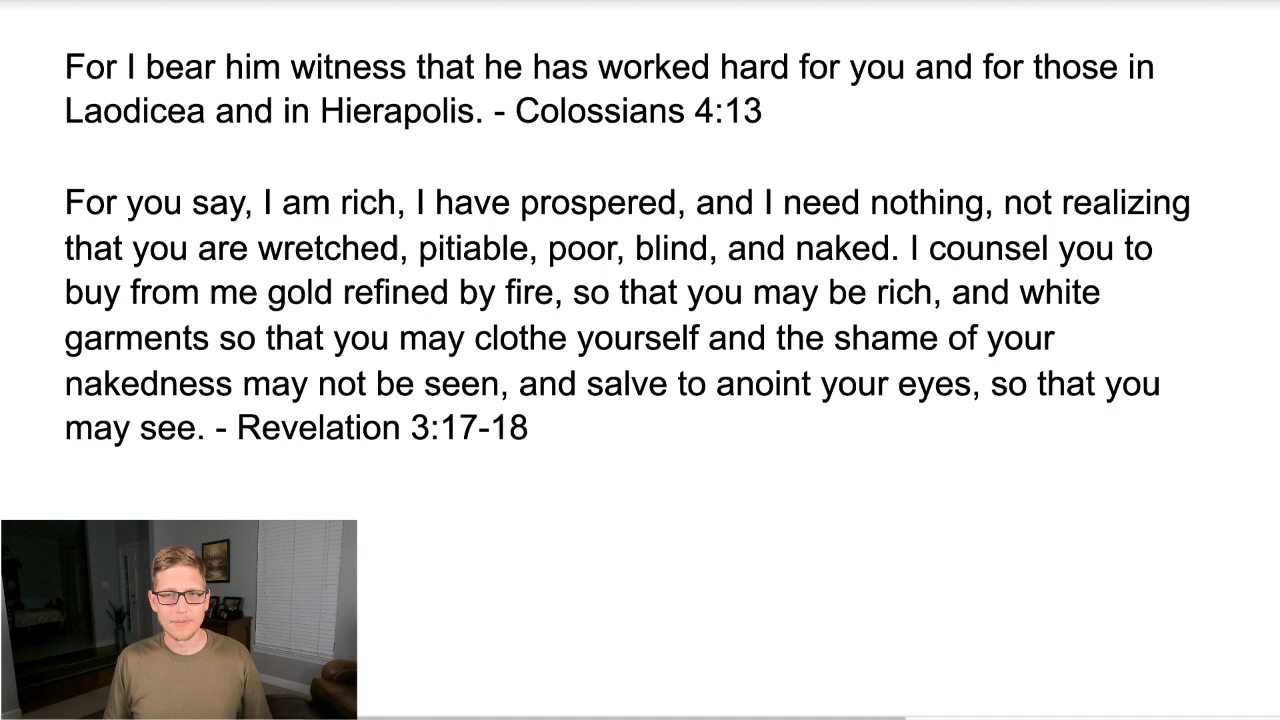 For I bear him witness that he has worked hard for you and for those in
Laodicea and in Hierapolis. - Colossians 4:13
For you say, I am rich, I have prospered, and I need nothing, not realizing
that you are wretched, pitiable, poor, blind, and naked. I counsel you to
buy from me gold refined by fire, so that you may be rich, and white
garments so that you may clothe yourself and the shame of your
nakedness may not be seen, and salve to anoint your eyes, so that you
may see. - Revelation 3:17-18